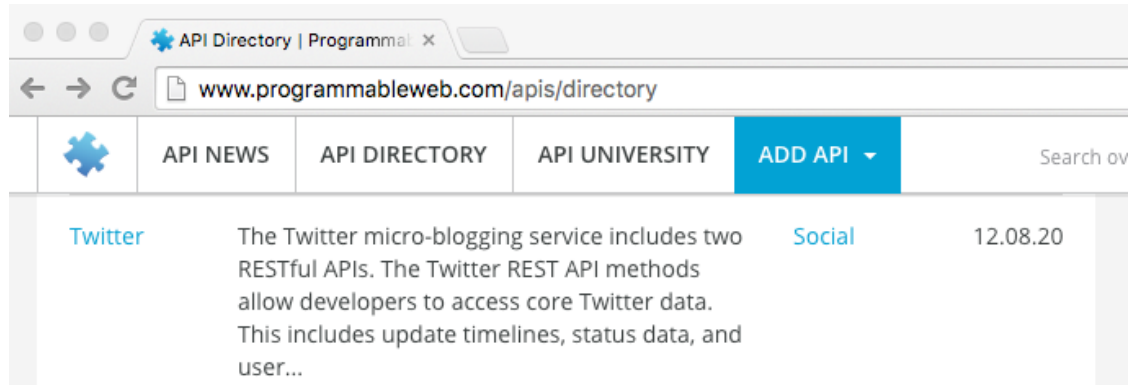 API Directory | Programma
www.programmableweb.com/apis/directory
API NEWS API DIRECTORY API UNIVERSITY ADD API Search ov
Twitter The Twitter micro-blogging service includes two Social 12.08.20
RESTful APIs. The Twitter REST API methods
allow developers to access core Twitter data.
This includes update timelines, status data, and
user...